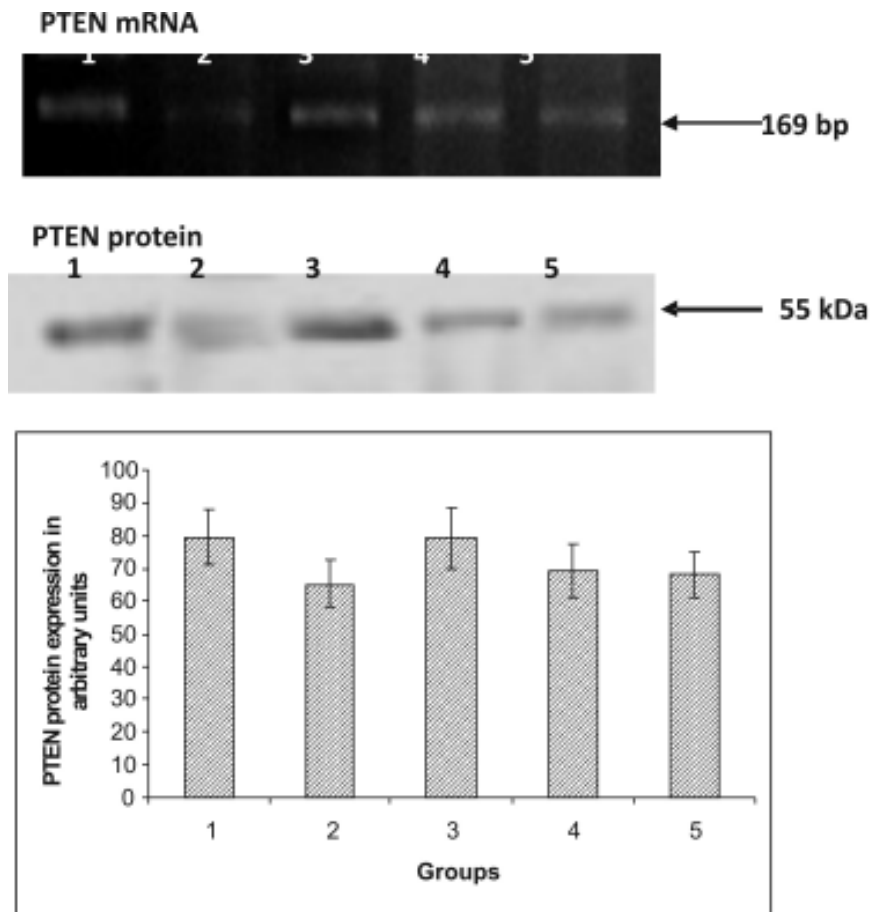 PTEN mRNA
1 2 3 4 5
169 bp
PTEN protein
1 2 3 4 5
55 kDa
PTEN protein expression in
arbitrary units
100
90
80
70
60
50
40
30
20
10
0
1 2 3 4 5
Groups